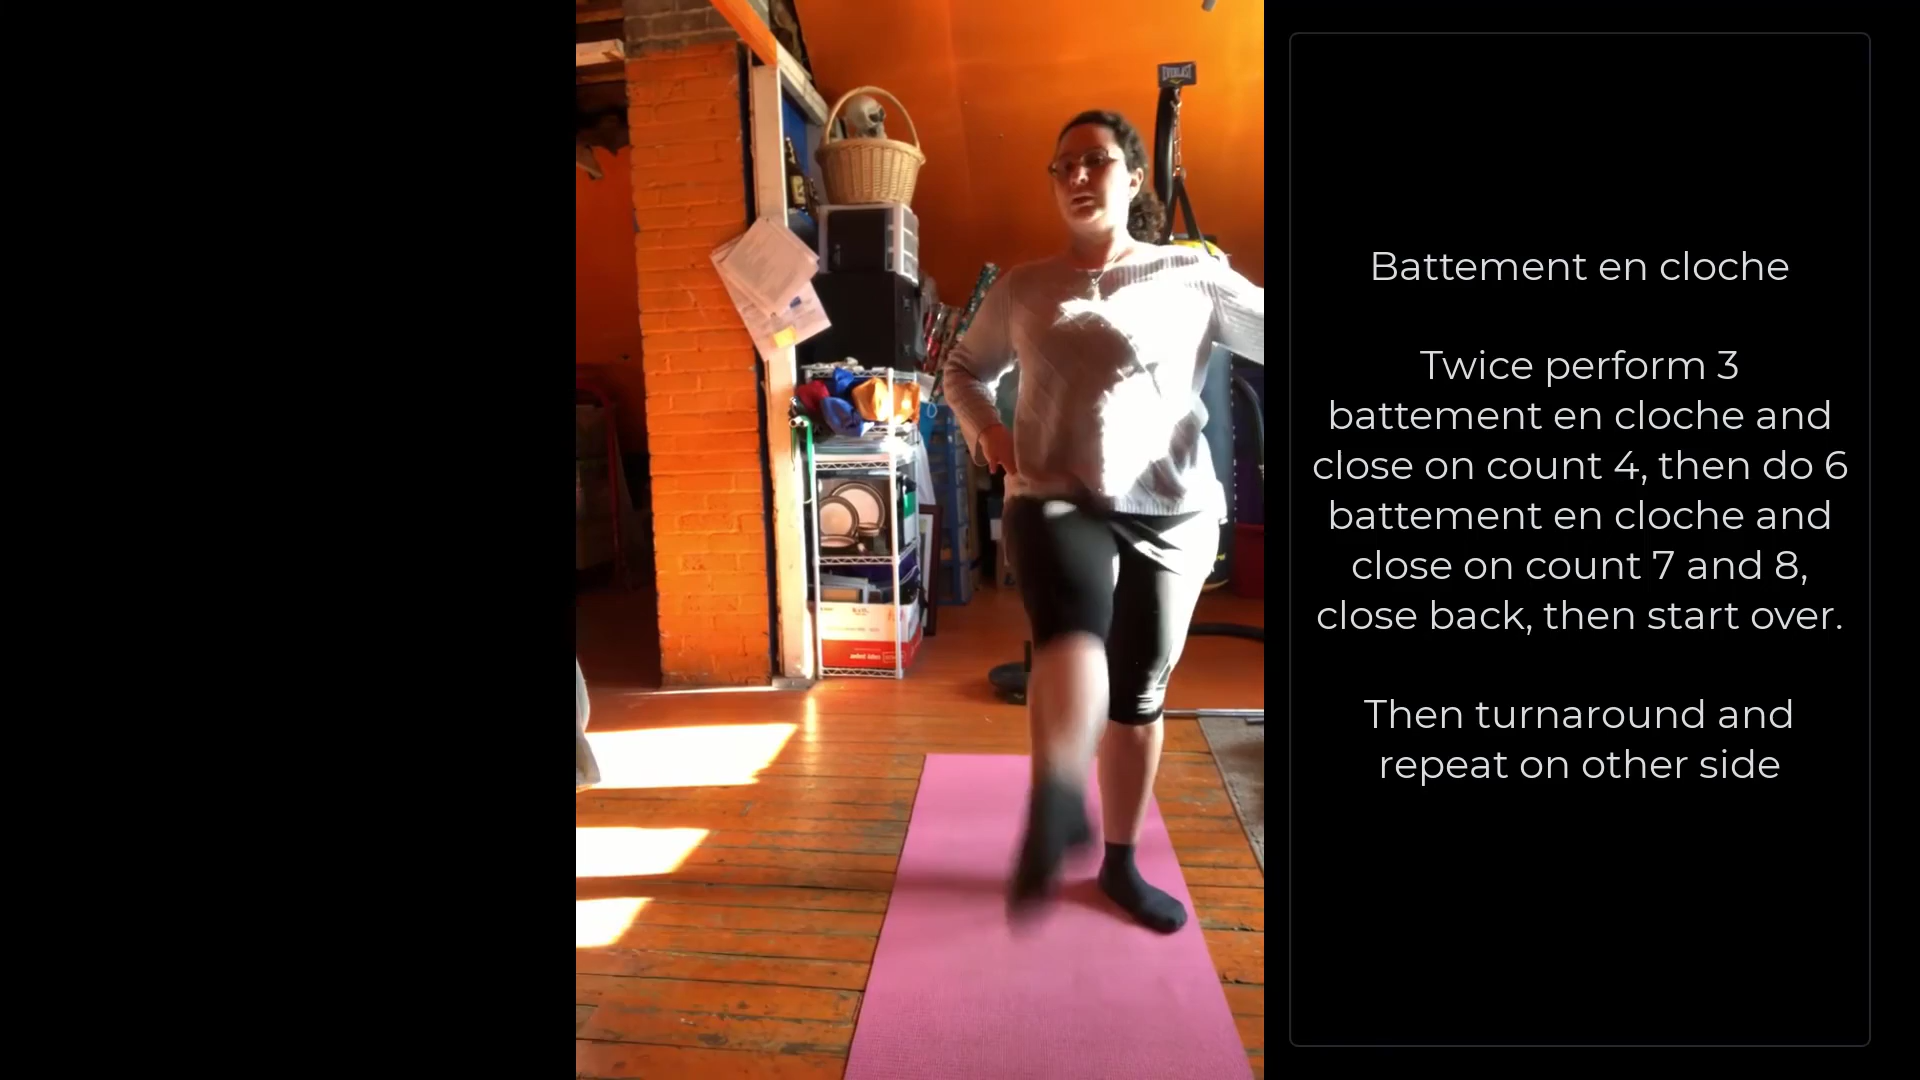 EVERLAST
Battement en cloche
Twice perform 3
battement en cloche and
close on count 4, then do 6
battement en cloche and
close on count 7 and 8,
close back, then start over.
Then turnaround and
repeat on other side